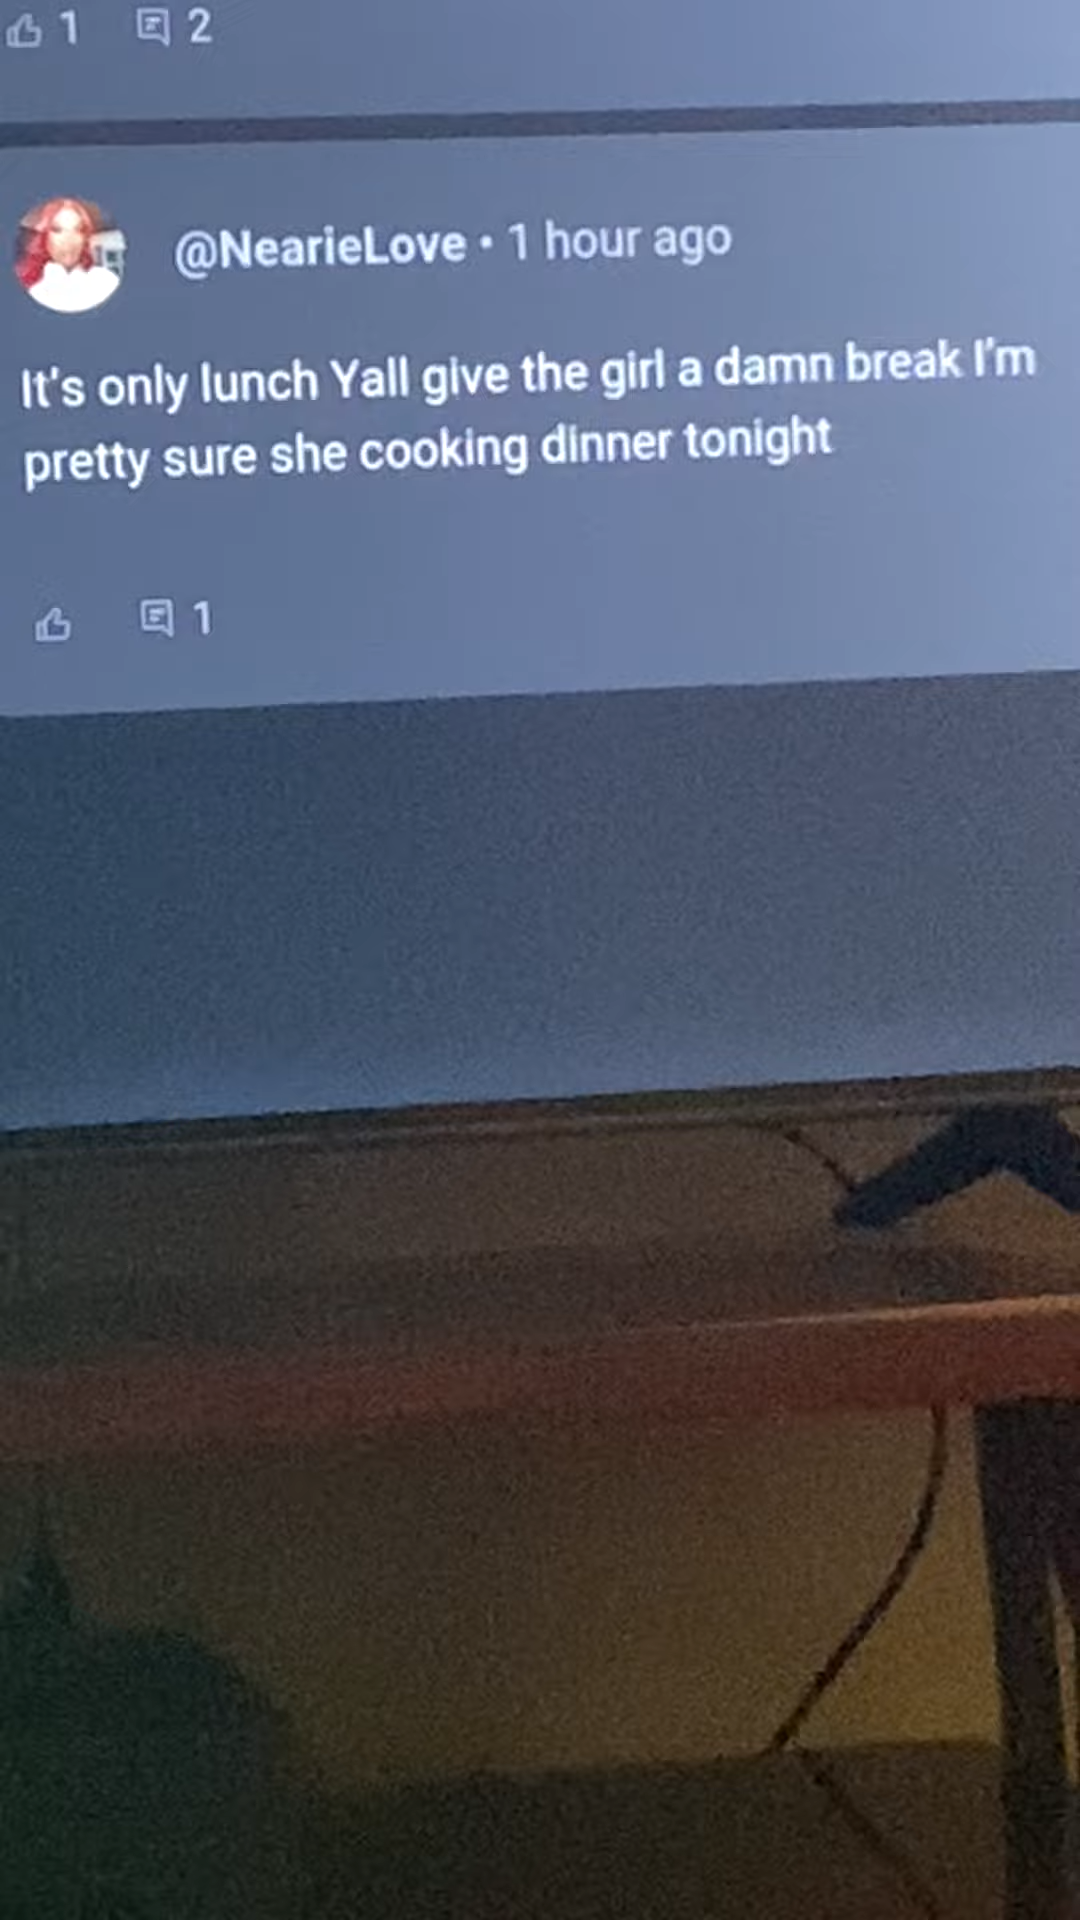 1 2
@NearieLove • 1 hour ago
It's only lunch Yall give the girl a damn break I'm
pretty sure she cooking dinner tonight
1